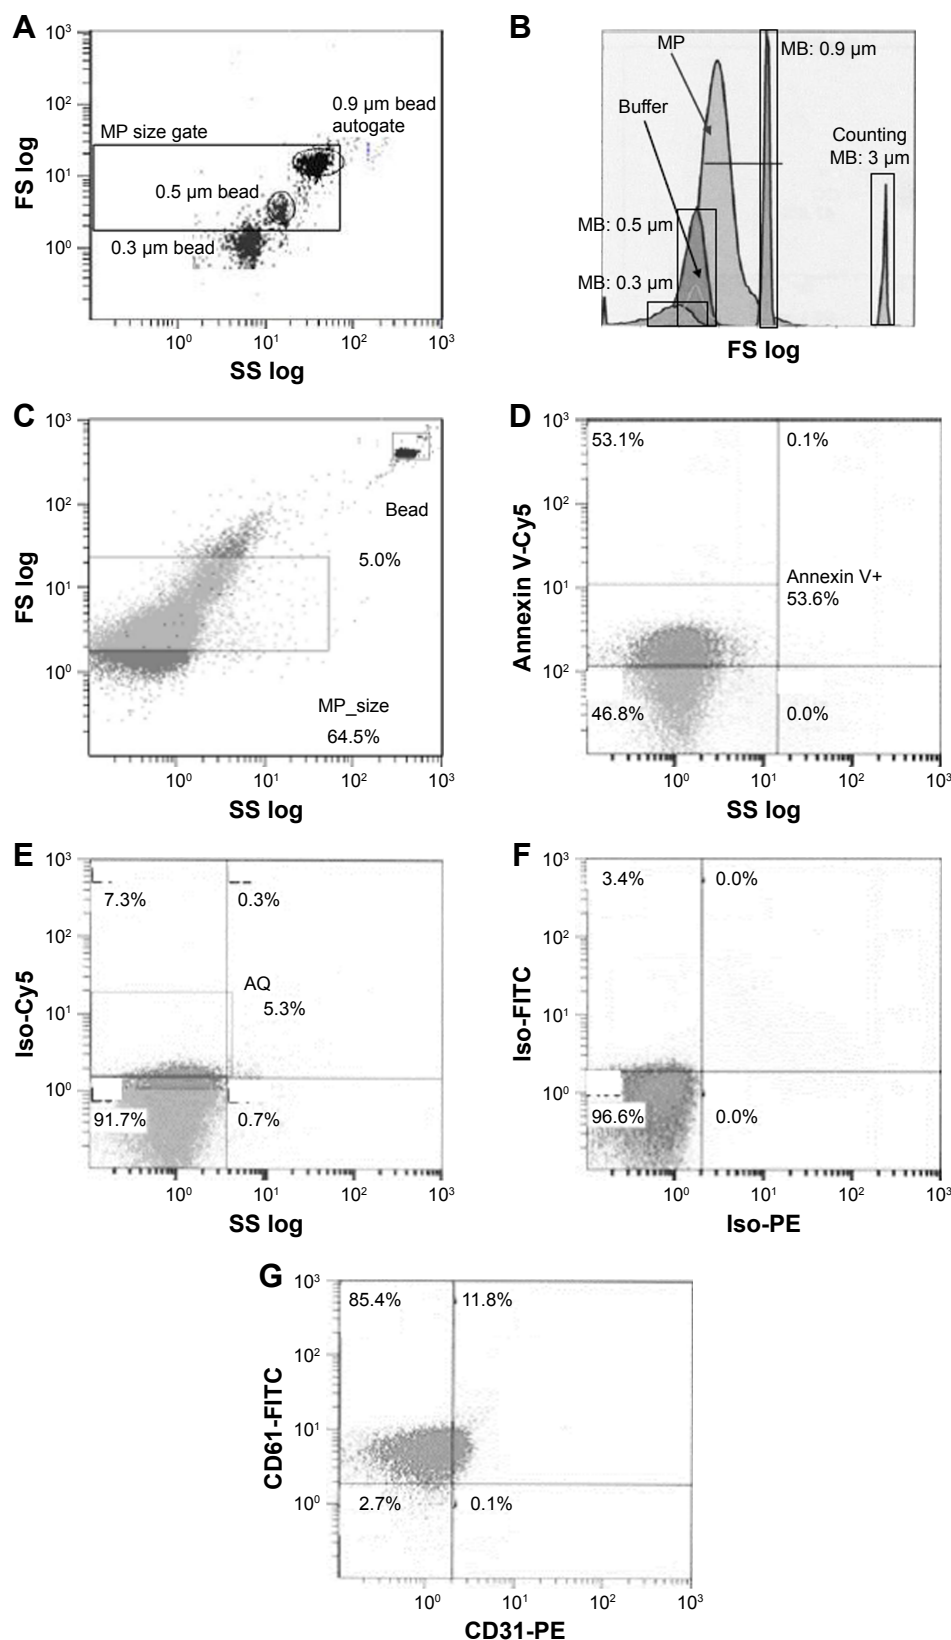 A
FS log
10³
10²
10¹
10⁰
MP size gate
0.9 µm bead
autogate
0.5 µm bead
0.3 µm bead
10⁰ 10¹ 10² 10³
SS log
B
MP
MB: 0.9 µm
Buffer
Counting
MB: 3 µm
MB: 0.5 µm
MB: 0.3 µm
FS log
C
FS log
10³
10²
10¹
10⁰
Bead
5.0%
MP_size
64.5%
10⁰ 10¹ 10² 10³
SS log
D
Annexin V-Cy5
10³
10²
10¹
10²
53.1% 0.1%
Annexin V+
53.6%
46.8% 0.0%
10⁰ 10¹ 10² 10³
SS log
E
Iso-Cy5
10³
10²
10¹
10⁰
7.3% 0.3%
AQ
5.3%
91.7% 0.7%
10⁰ 10¹ 10² 10³
SS log
F
Iso-FITC
10³
10²
10¹
10⁰
3.4% 0.0%
96.6% 0.0%
10⁰ 10¹ 10² 10³
Iso-PE
G
CD61-FITC
10³
10²
10¹
10⁰
85.4% 11.8%
2.7% 0.1%
10⁰ 10¹ 10² 10³
CD31-PE